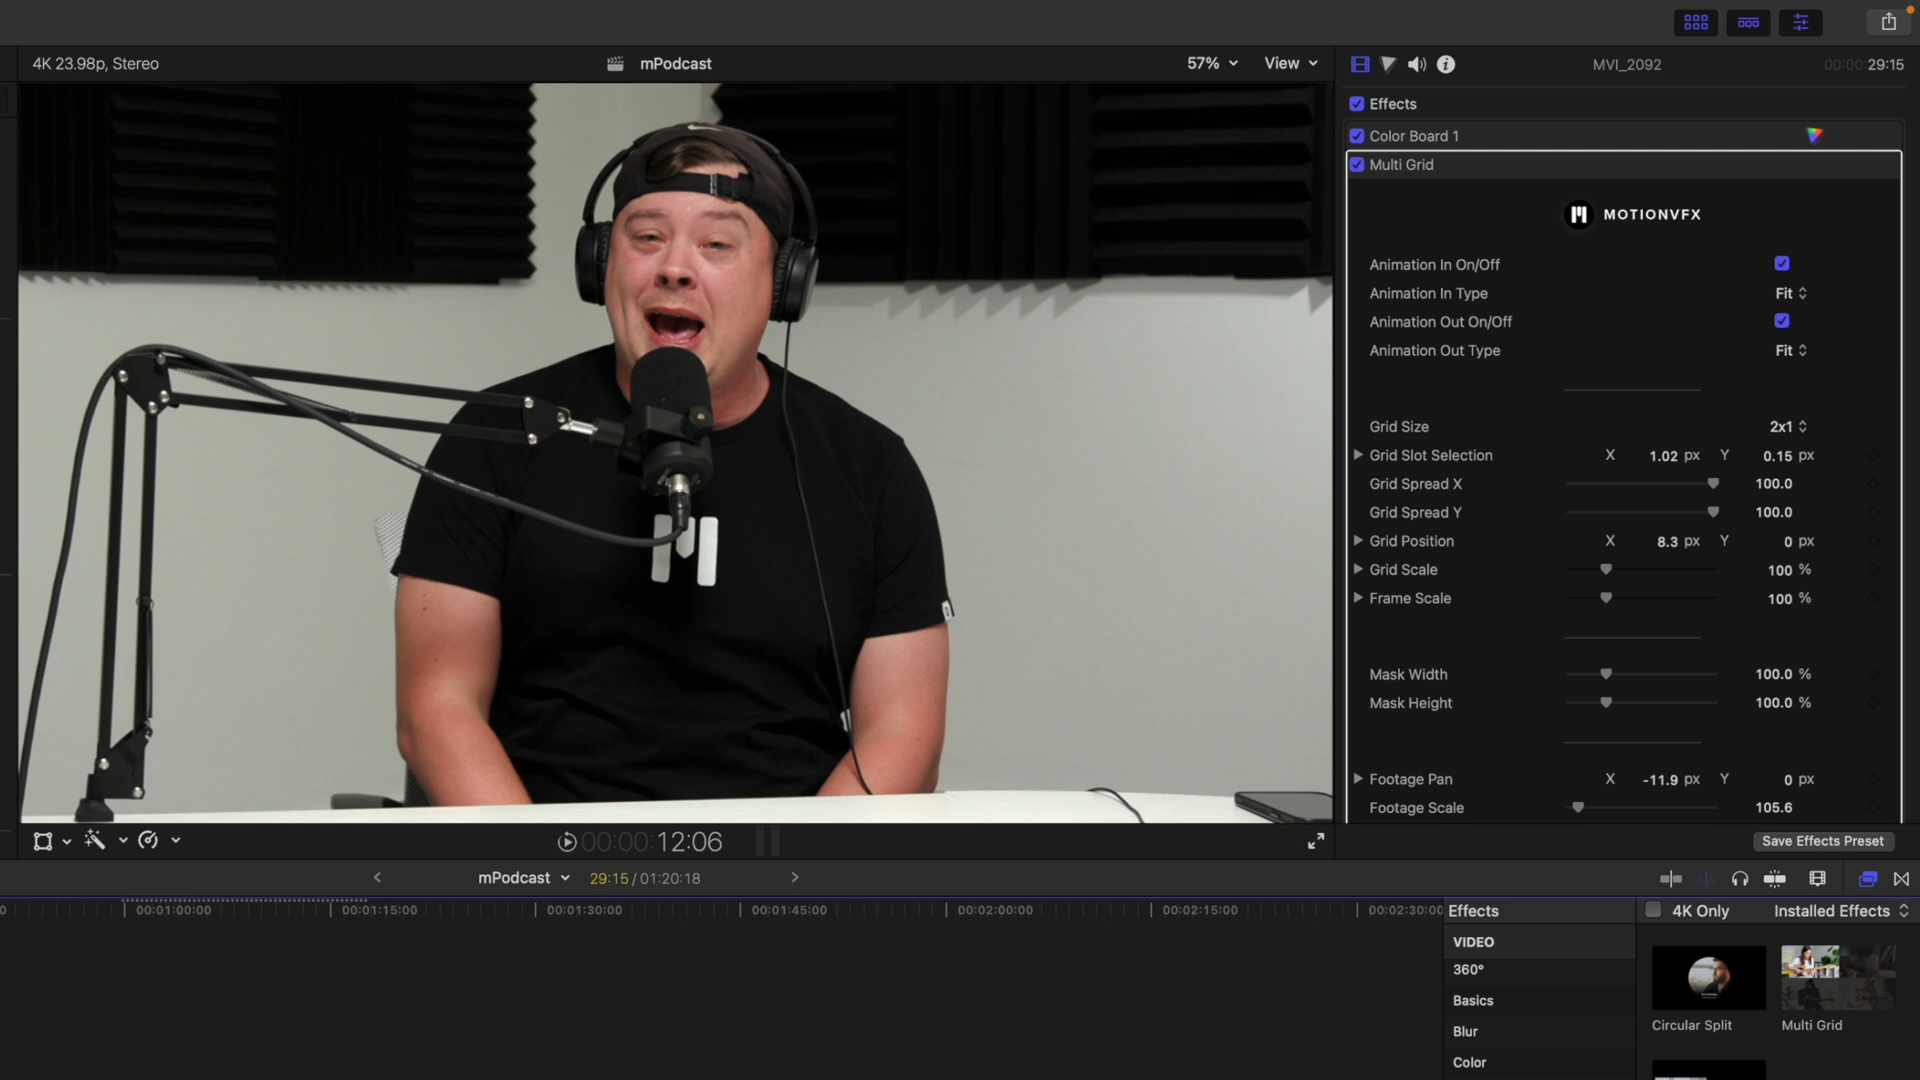 4K 23.98p, Stereo
mPodcast
57%
View
MVI_2092
00:00:29:15
Effects
Color Board 1
Multi Grid
MOTIONVFX
Animation In On/Off
Animation In Type
Fit
Animation Out On/Off
Animation Out Type
Fit
Grid Size
2x1
Grid Slot Selection
X 1.02 px Y 0.15 px
Grid Spread X
100.0
Grid Spread Y
100.0
Grid Position
X 8.3 px Y 0 px
Grid Scale
100 %
Frame Scale
100 %
Mask Width
100.0 %
Mask Height
100.0 %
Footage Pan
X -11.9 px Y 0 px
Footage Scale
105.6
00:00:12:06
Save Effects Preset
mPodcast
29:15 / 01:20:18
0
00:01:00:00
00:01:15:00
00:01:30:00
00:01:45:00
00:02:00:00
00:02:15:00
00:02:30:00
Effects
4K Only
Installed Effects
VIDEO
360°
Basics
Blur
Color
Circular Split
Multi Grid